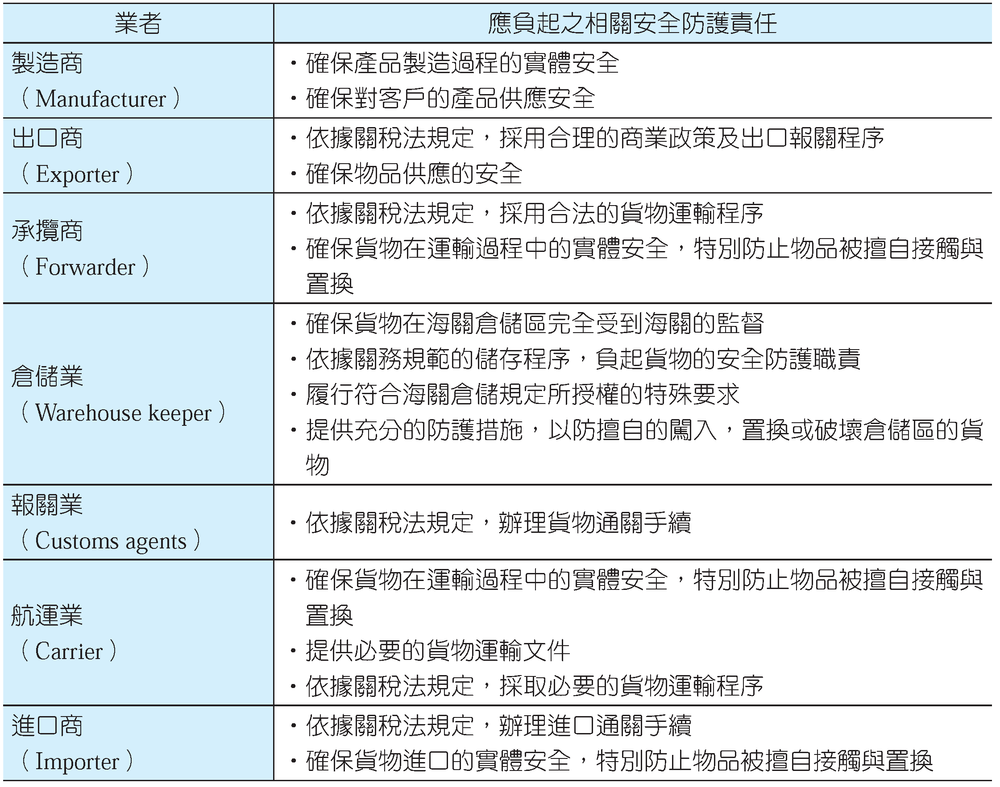 業者
應負起之相關安全防護責任
製造商
（Manufacturer）
・確保產品製造過程的實體安全
・確保對客戶的產品供應安全
出口商
（Exporter）
・依據關稅法規定，採用合理的商業政策及出口報關程序
・確保物品供應的安全
承攬商
（Forwarder）
・依據關稅法規定，採用合法的貨物運輸程序
・確保貨物在運輸過程中的實體安全，特別防止物品被擅自接觸與
置換
倉儲業
（Warehouse keeper）
・確保貨物在海關倉儲區完全受到海關的監督
・依據關務規範的儲存程序，負起貨物的安全防護職責
・履行符合海關倉儲規定所授權的特殊要求
・提供充分的防護措施，以防擅自的闖入，置換或破壞倉儲區的貨
物
報關業
（Customs agents）
・依據關稅法規定，辦理貨物通關手續
航運業
（Carrier）
・確保貨物在運輸過程中的實體安全，特別防止物品被擅自接觸與
置換
・提供必要的貨物運輸文件
・依據關稅法規定，採取必要的貨物運輸程序
進口商
（Importer）
・依據關稅法規定，辦理進口通關手續
・確保貨物進口的實體安全，特別防止物品被擅自接觸與置換